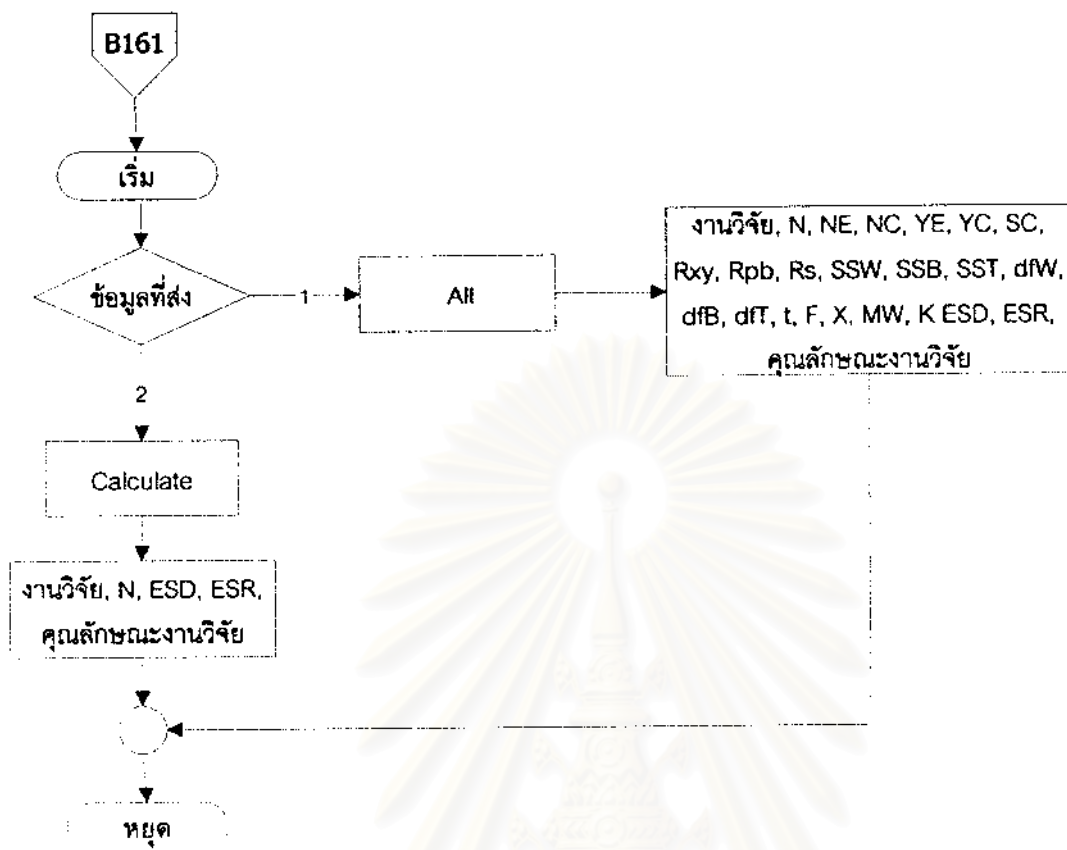 B161
เริ่ม
ข้อมูลที่ส่ง
1
All
งานวิจัย, N, NE, NC, YE, YC, SC,
Rxy, Rpb, Rs, SSW, SSB, SST, dfW,
dfB, dfT, t, F, X, MW, K ESD, ESR,
คุณลักษณะงานวิจัย
2
Calculate
งานวิจัย, N, ESD, ESR,
คุณลักษณะงานวิจัย
หยุด